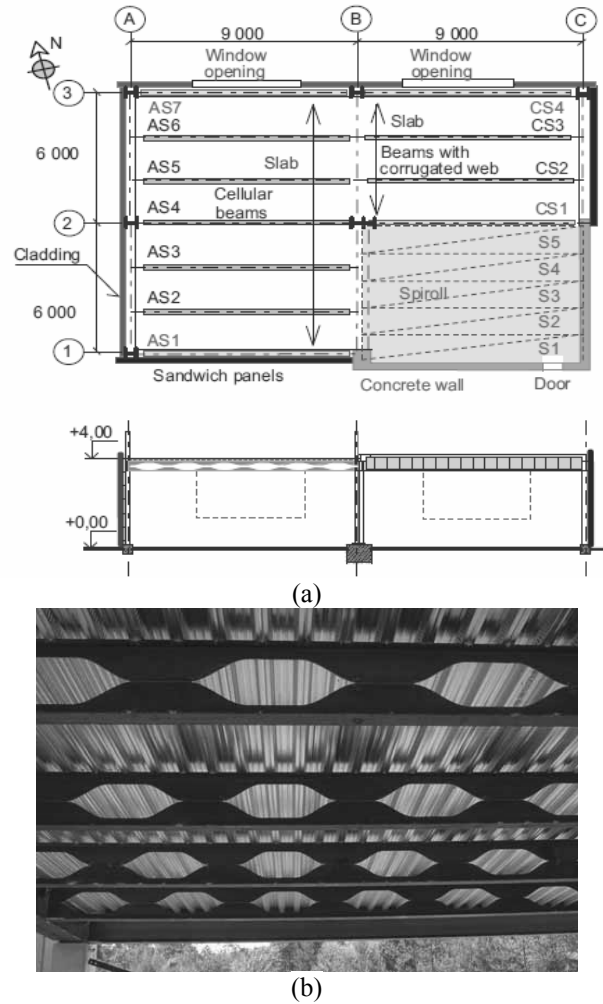 A
B
C
9 000
9 000
N
Window
opening
Window
opening
3
AS7
CS4
AS6
Slab
CS3
6 000
Slab
Beams with
corrugated web
AS5
CS2
Cellular
beams
AS4
CS1
2
S5
Cladding
AS3
S4
Spiroll
S3
6 000
AS2
S2
AS1
S1
1
Sandwich panels
Concrete wall
Door
+4,00
+0,00
(a)
(b)